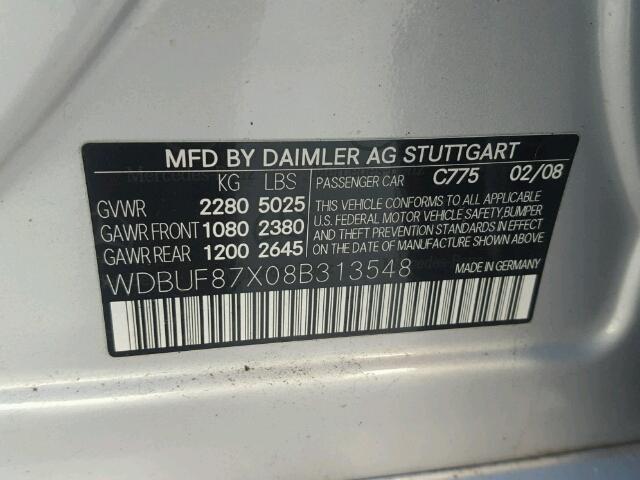 MFD BY DAIMLER AG STUTTGART
KG LBS PASSENGER CAR C775 02/08
GVWR 2280 5025
GAWR FRONT 1080 2380
GAWR REAR 1200 2645
THIS VEHICLE CONFORMS TO ALL APPLICABLE
U.S. FEDERAL MOTOR VEHICLE SAFETY, BUMPER
AND THEFT PREVENTION STANDARDS IN EFFECT
ON THE DATE OF MANUFACTURE SHOWN ABOVE.
WDBUF87X08B313548 MADE IN GERMANY